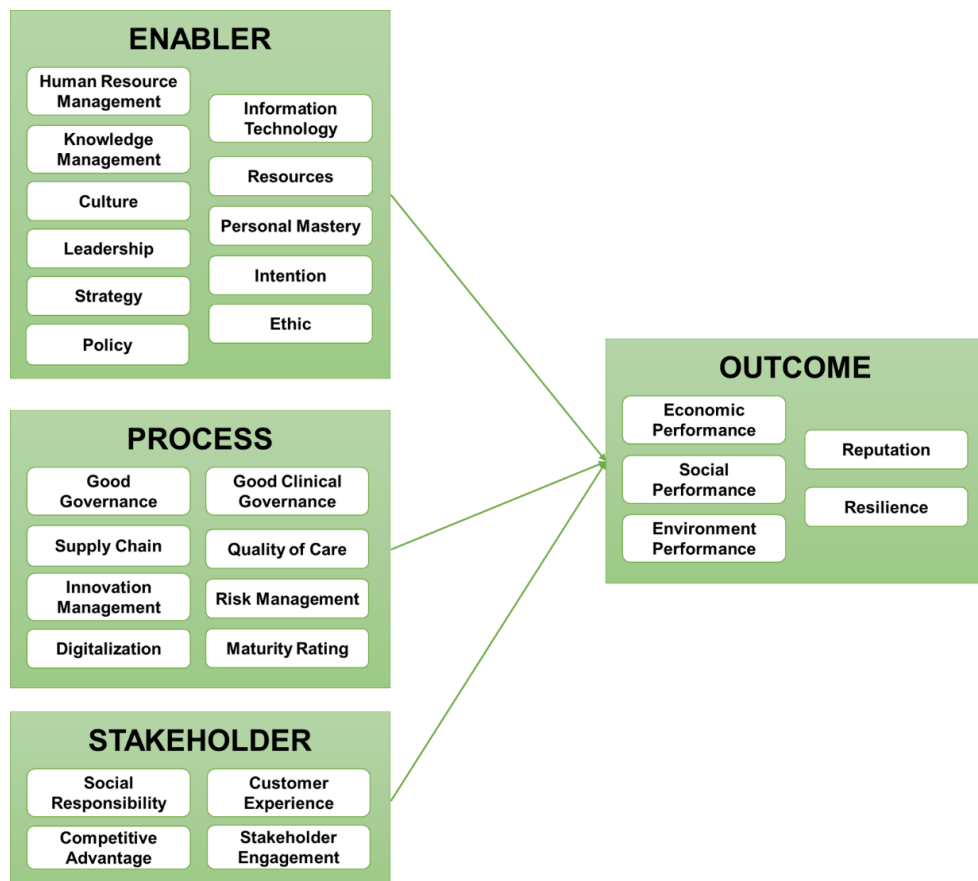 ENABLER
Human Resource
Management
Knowledge
Management
Culture
Leadership
Strategy
Policy
Information
Technology
Resources
Personal Mastery
Intention
Ethic
PROCESS
Good
Governance
Supply Chain
Innovation
Management
Digitalization
Good Clinical
Governance
Quality of Care
Risk Management
Maturity Rating
STAKEHOLDER
Social
Responsibility
Competitive
Advantage
Customer
Experience
Stakeholder
Engagement
OUTCOME
Economic
Performance
Social
Performance
Environment
Performance
Reputation
Resilience